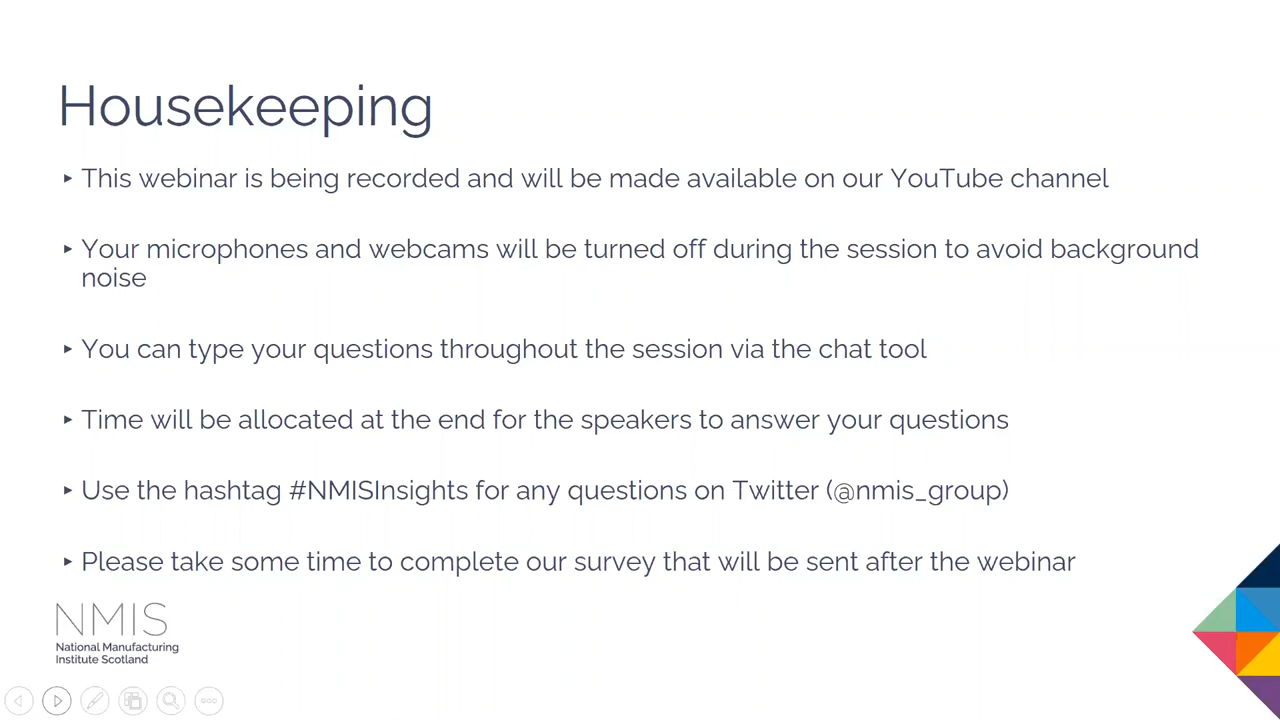 Housekeeping
‣ This webinar is being recorded and will be made available on our YouTube channel
‣ Your microphones and webcams will be turned off during the session to avoid background
noise
‣ You can type your questions throughout the session via the chat tool
‣ Time will be allocated at the end for the speakers to answer your questions
‣ Use the hashtag #NMISInsights for any questions on Twitter (@nmis_group)
‣ Please take some time to complete our survey that will be sent after the webinar
NMIS
National Manufacturing
Institute Scotland